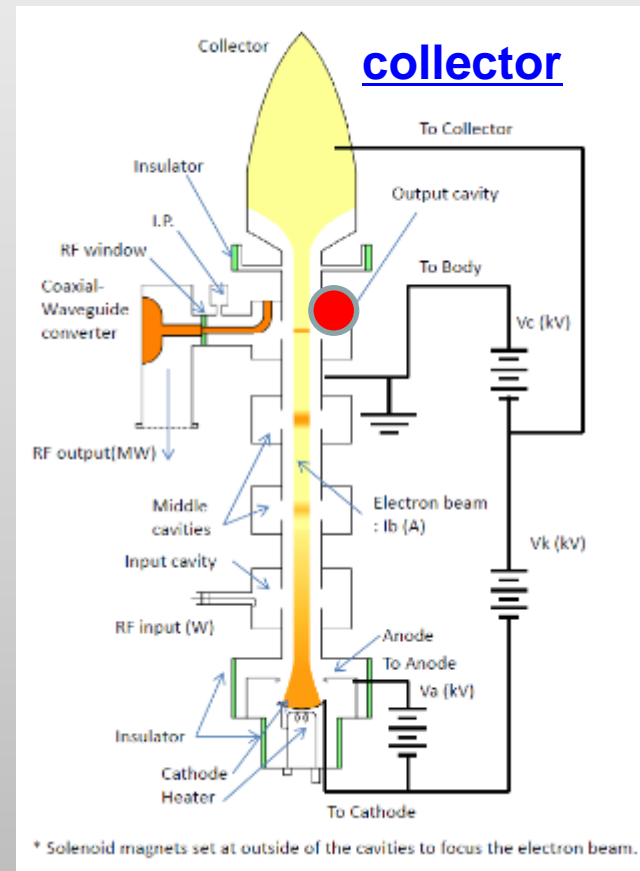 Collector
collector
To Collector
Insulator
Output cavity
I.P.
RF window
To Body
Coaxial-
Waveguide
converter
Vc (kV)
RF output(MW)
Middle
cavities
Electron beam
: Ib (A)
Vk (kV)
Input cavity
RF input (W)
Anode
To Anode
Va (kV)
Insulator
Cathode
Heater
To Cathode
* Solenoid magnets set at outside of the cavities to focus the electron beam.